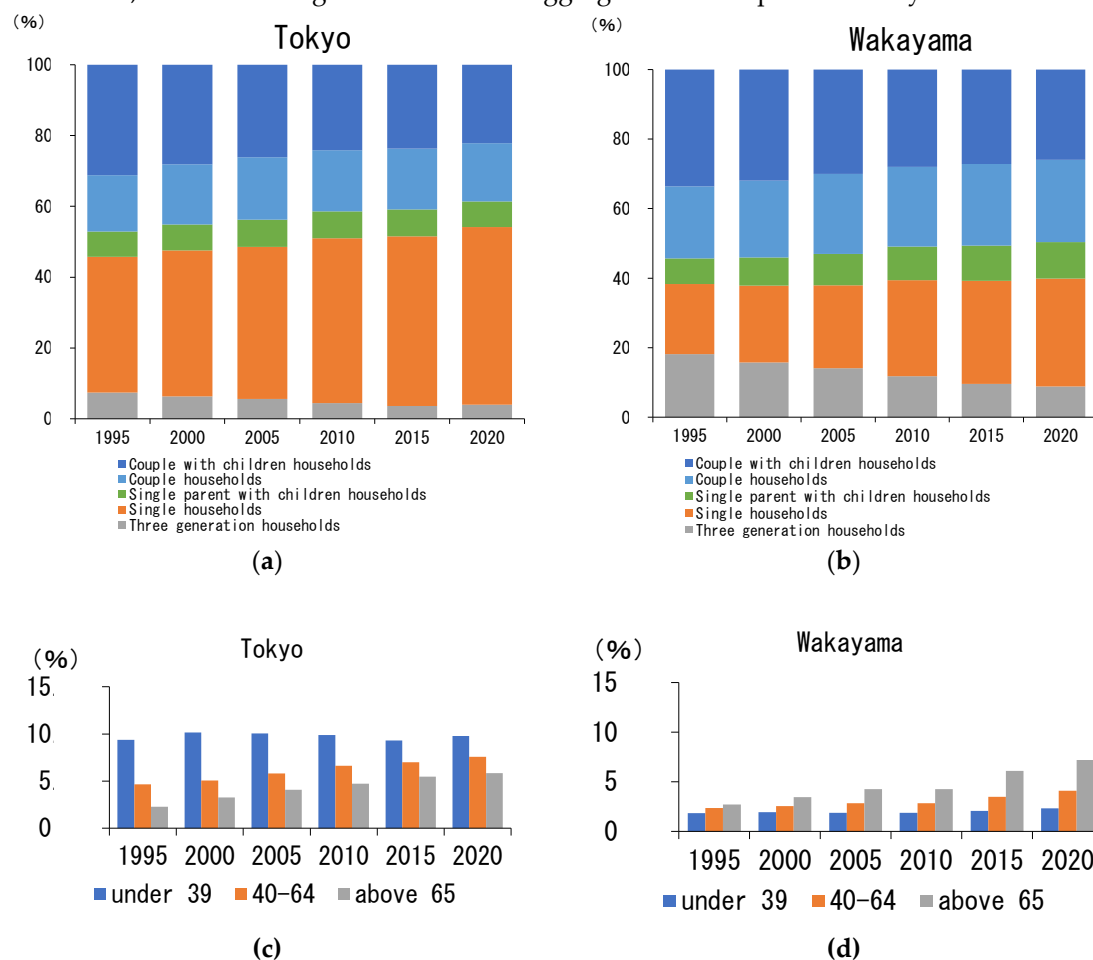 (%)
Tokyo
100
80
60
40
20
0
1995 2000 2005 2010 2015 2020
Couple with children households
Couple households
Single parent with children households
Single households
Three generation households
(a)
(%)
Wakayama
100
80
60
40
20
0
1995 2000 2005 2010 2015 2020
Couple with children households
Couple households
Single parent with children households
Single households
Three generation households
(b)
(%)
Tokyo
15
10
5
0
1995 2000 2005 2010 2015 2020
under 39 40-64 above 65
(c)
(%)
Wakayama
15
10
5
0
1995 2000 2005 2010 2015 2020
under 39 40-64 above 65
(d)